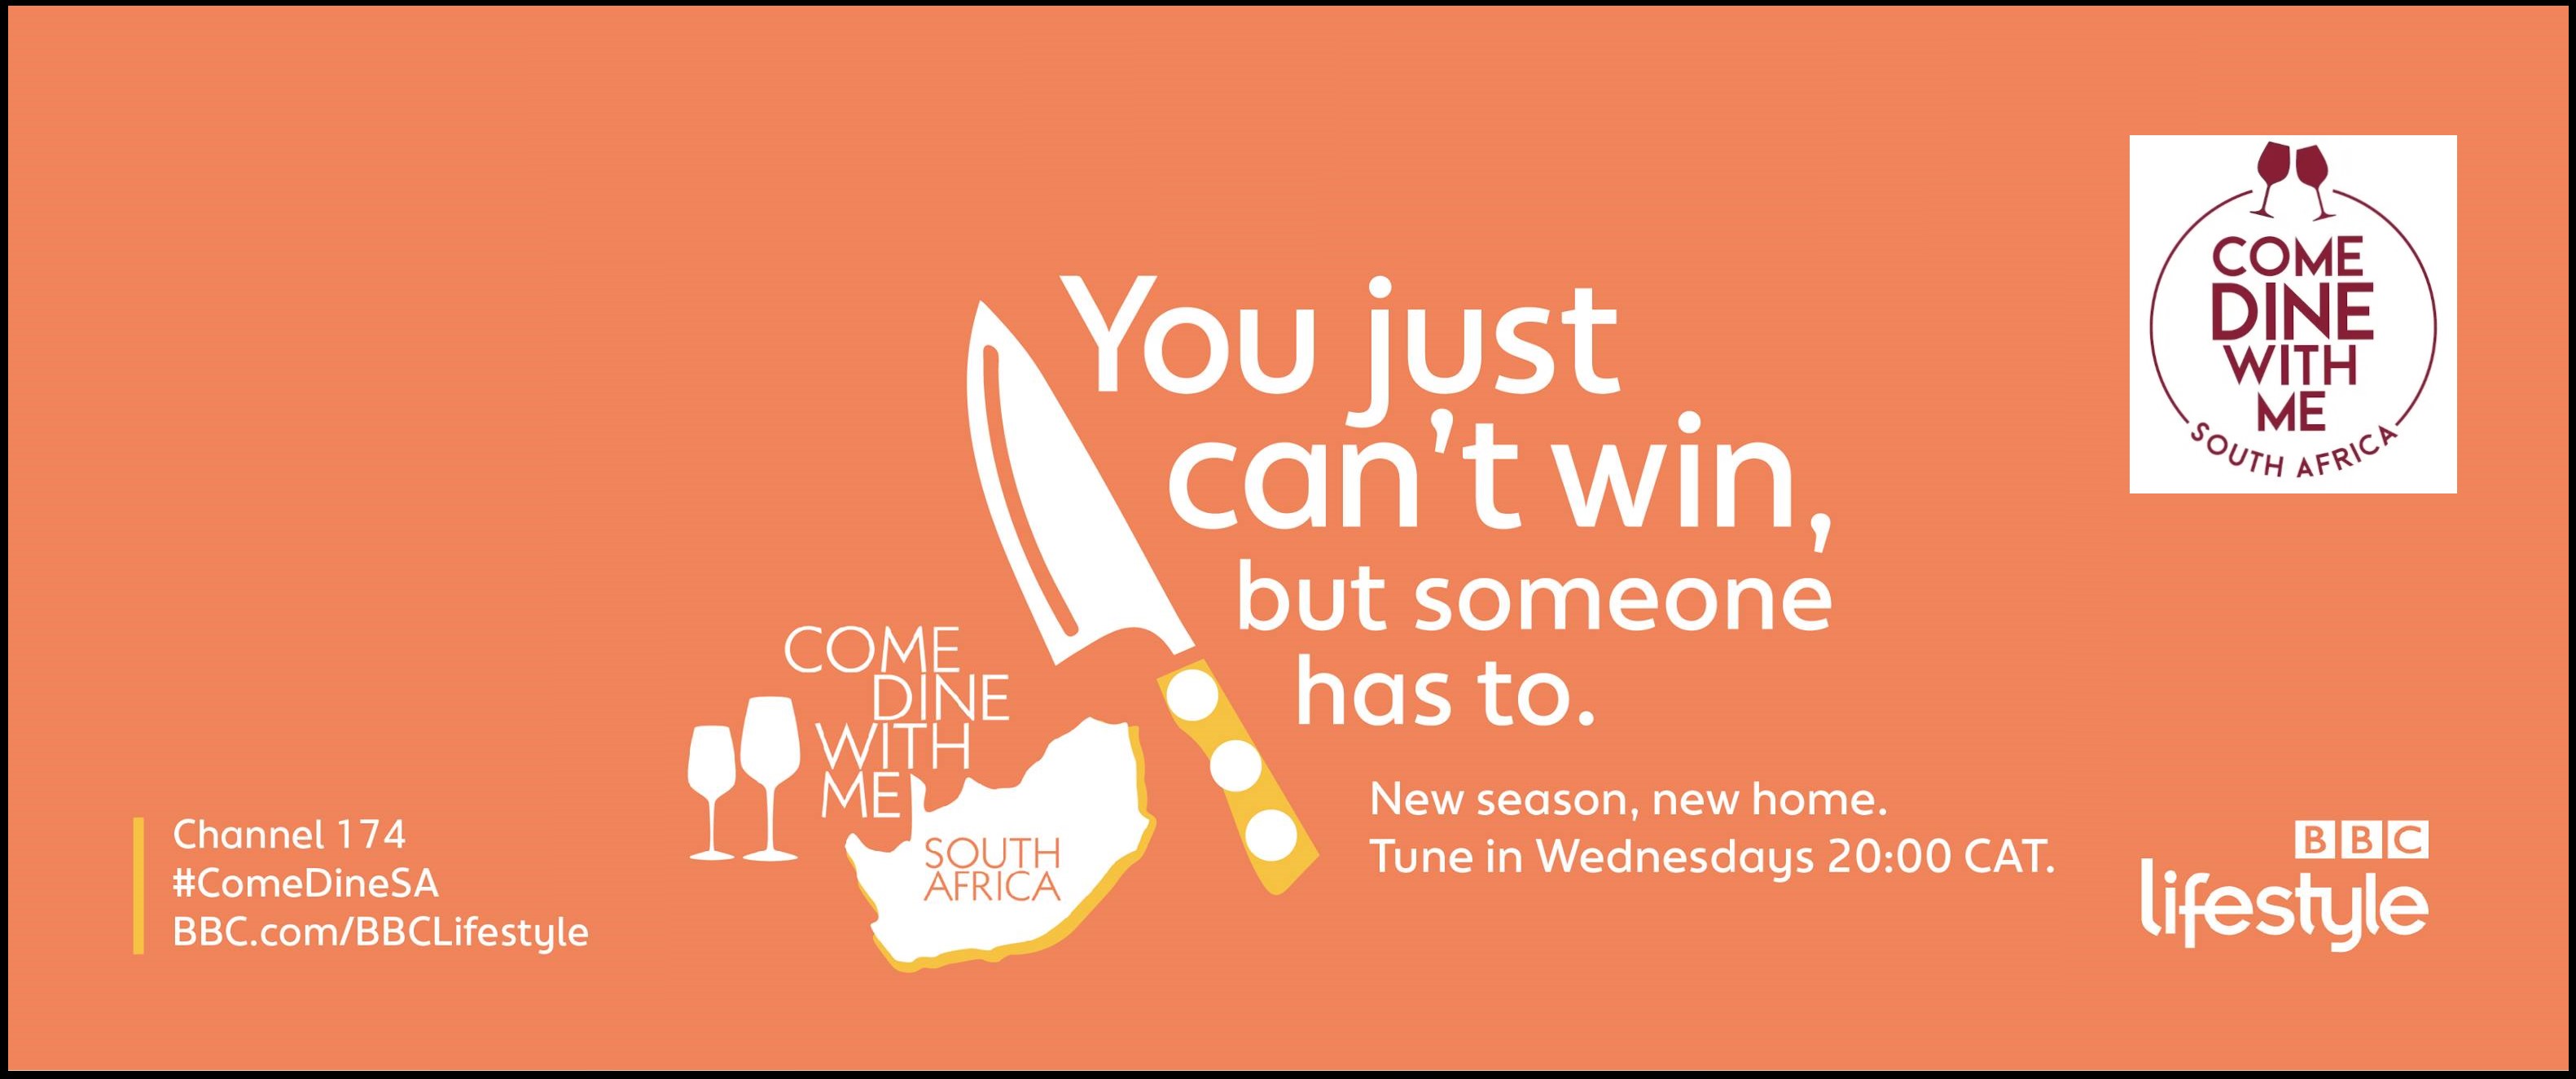 You just
can't win,
but someone
has to.
New season, new home.
Tune in Wednesdays 20:00 CAT.
COME
DINE
WITH
ME
SOUTH
AFRICA
Channel 174
#ComeDineSA
BBC.com/BBCLifestyle
COME
DINE
WITH
ME
SOUTH AFRICA
BBC
lifestyle